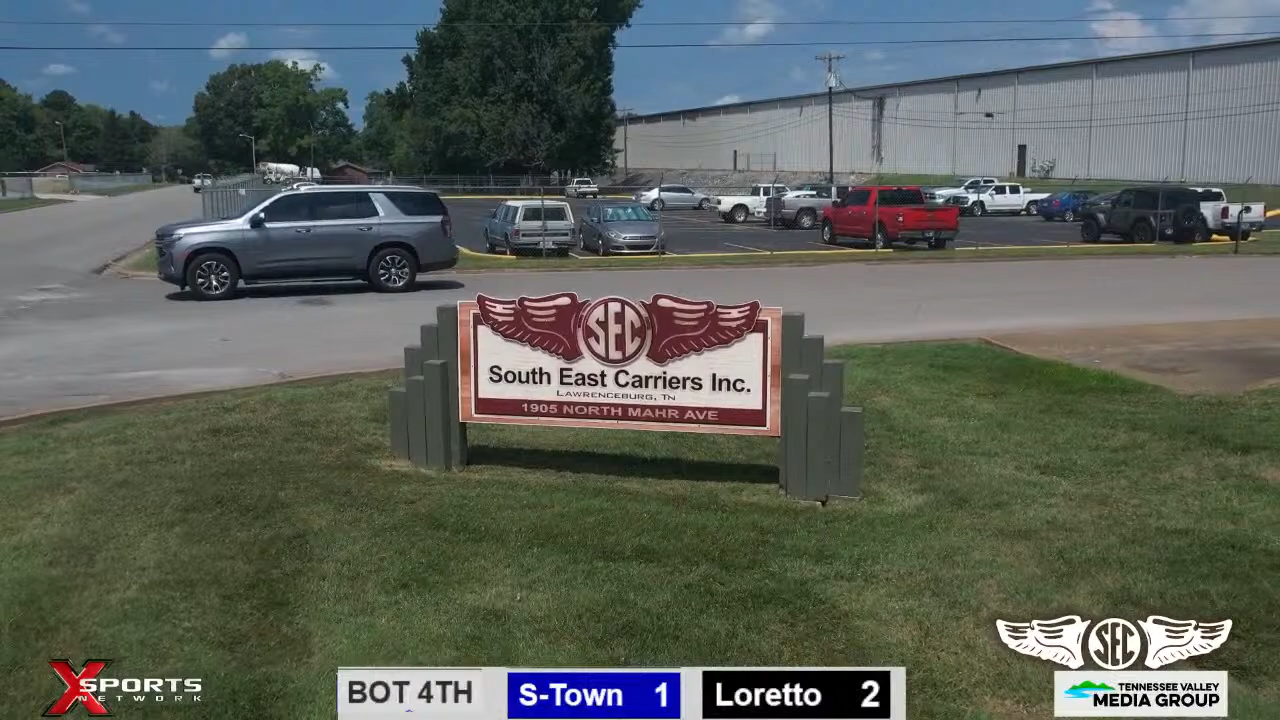 SEC
South East Carriers Inc.
Lawrenceburg, Tn
1905 NORTH MAHR AVE
SEC
XSPORTS
NETWORK
BOT 4TH
S-Town 1
Loretto 2
TENNESSEE VALLEY
MEDIA GROUP